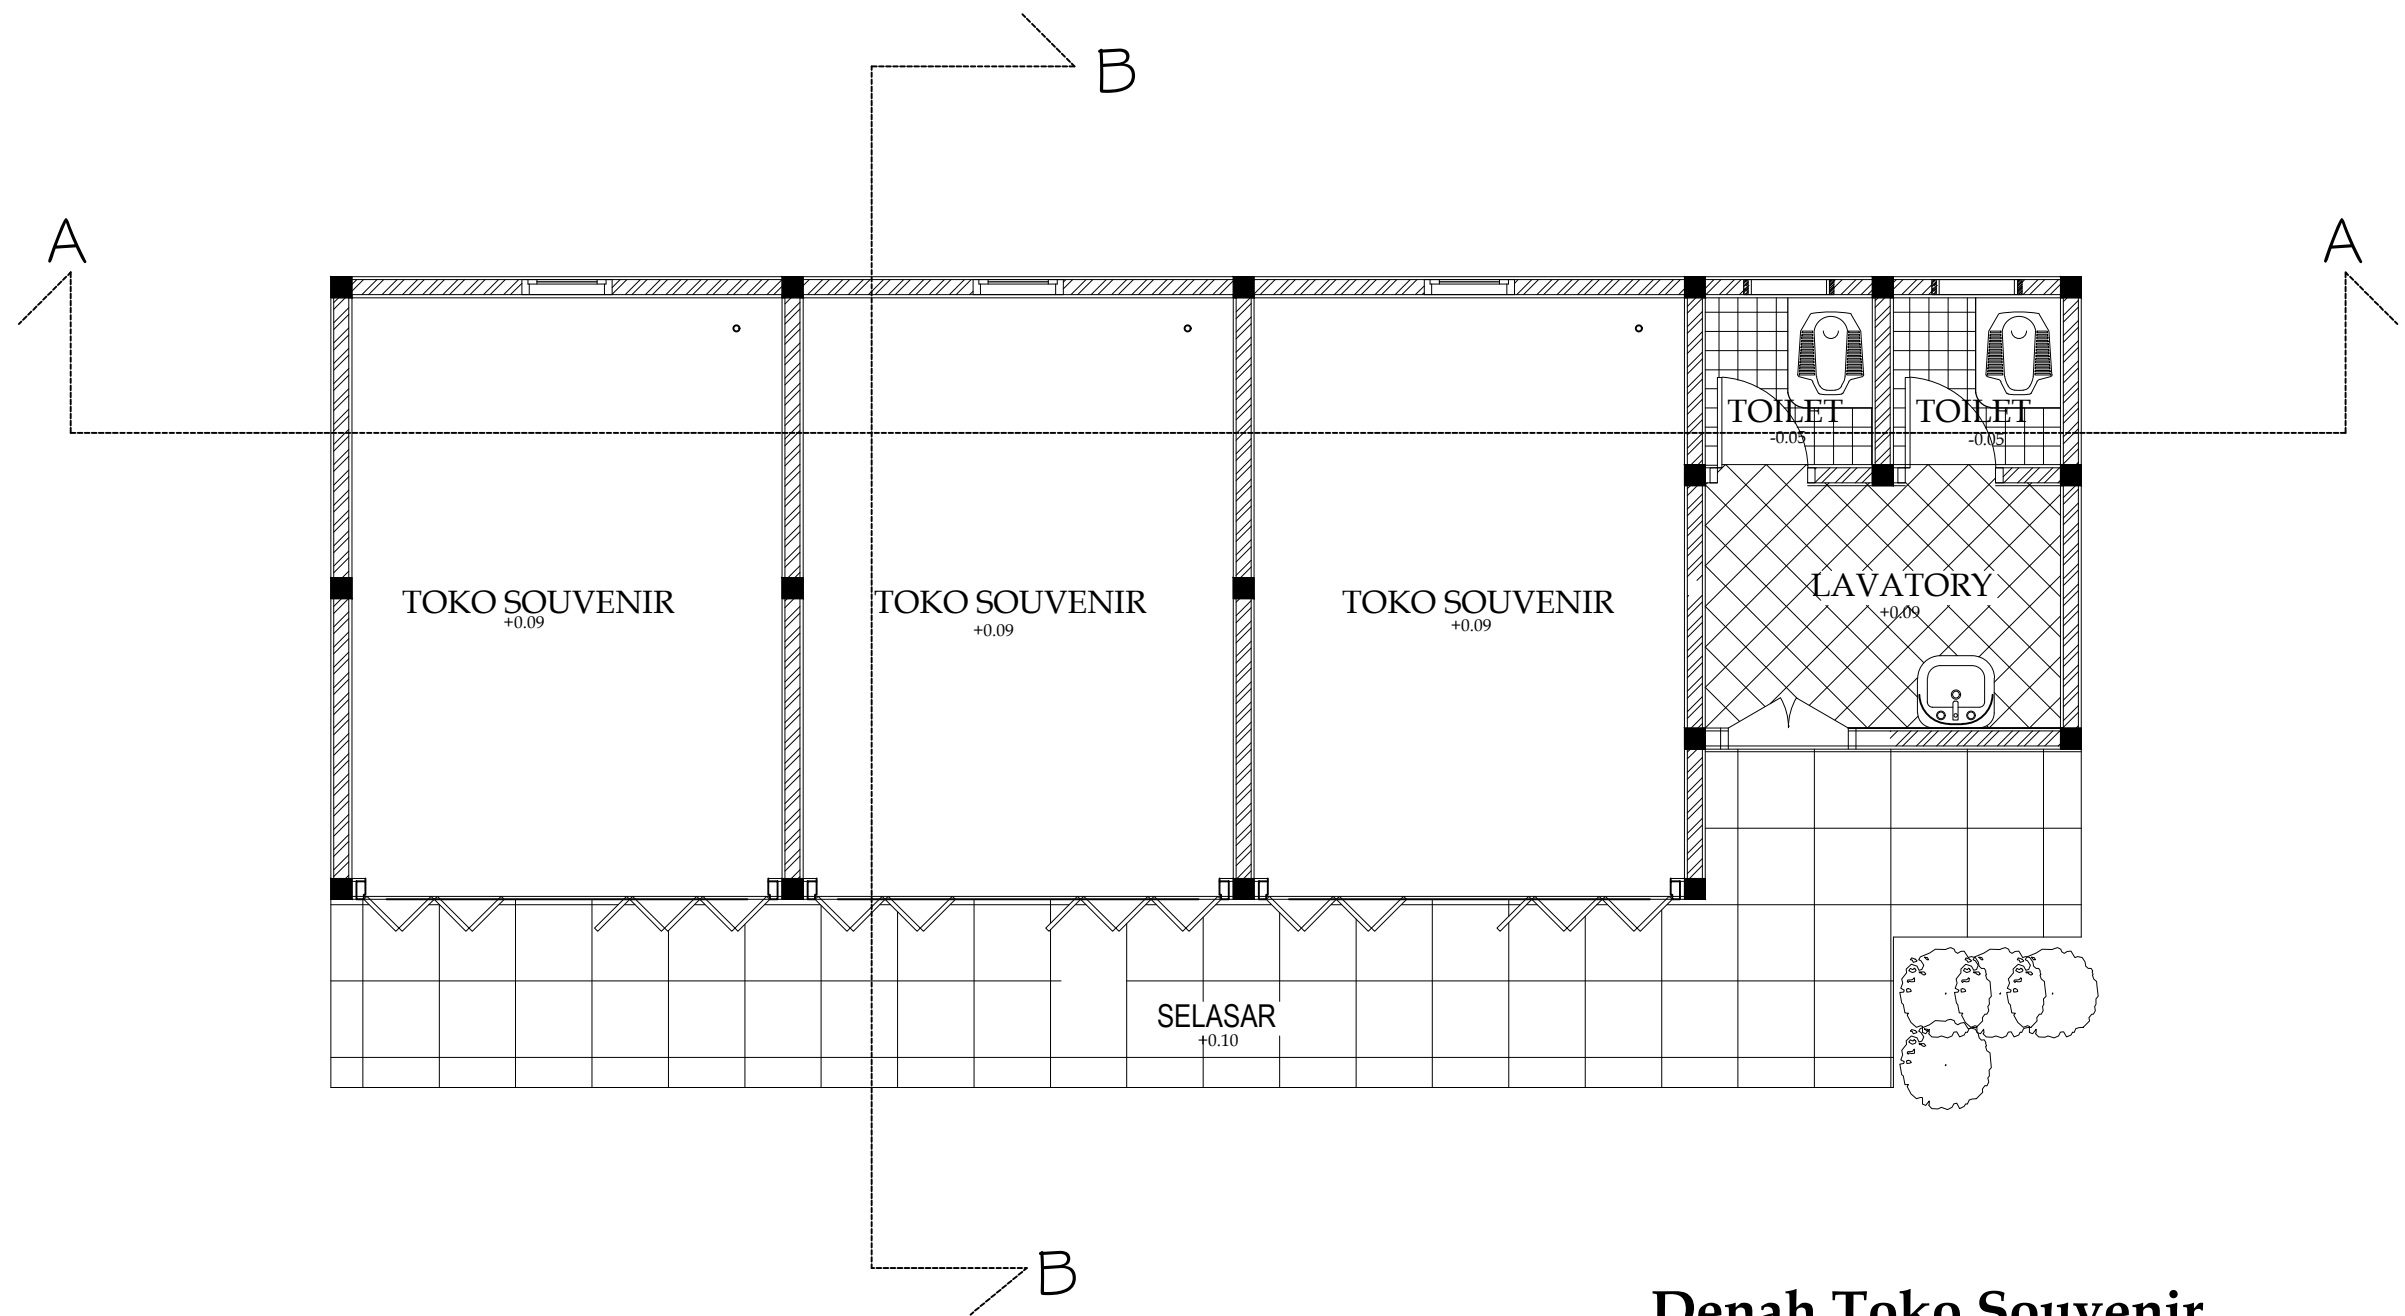 B
A
A
TOILET
-0.05
TOILET
-0.05
TOKO SOUVENIR
+0.09
TOKO SOUVENIR
+0.09
TOKO SOUVENIR
+0.09
LAVATORY
+0.09
SELASAR
+0.10
B
Denah Toko Souvenir